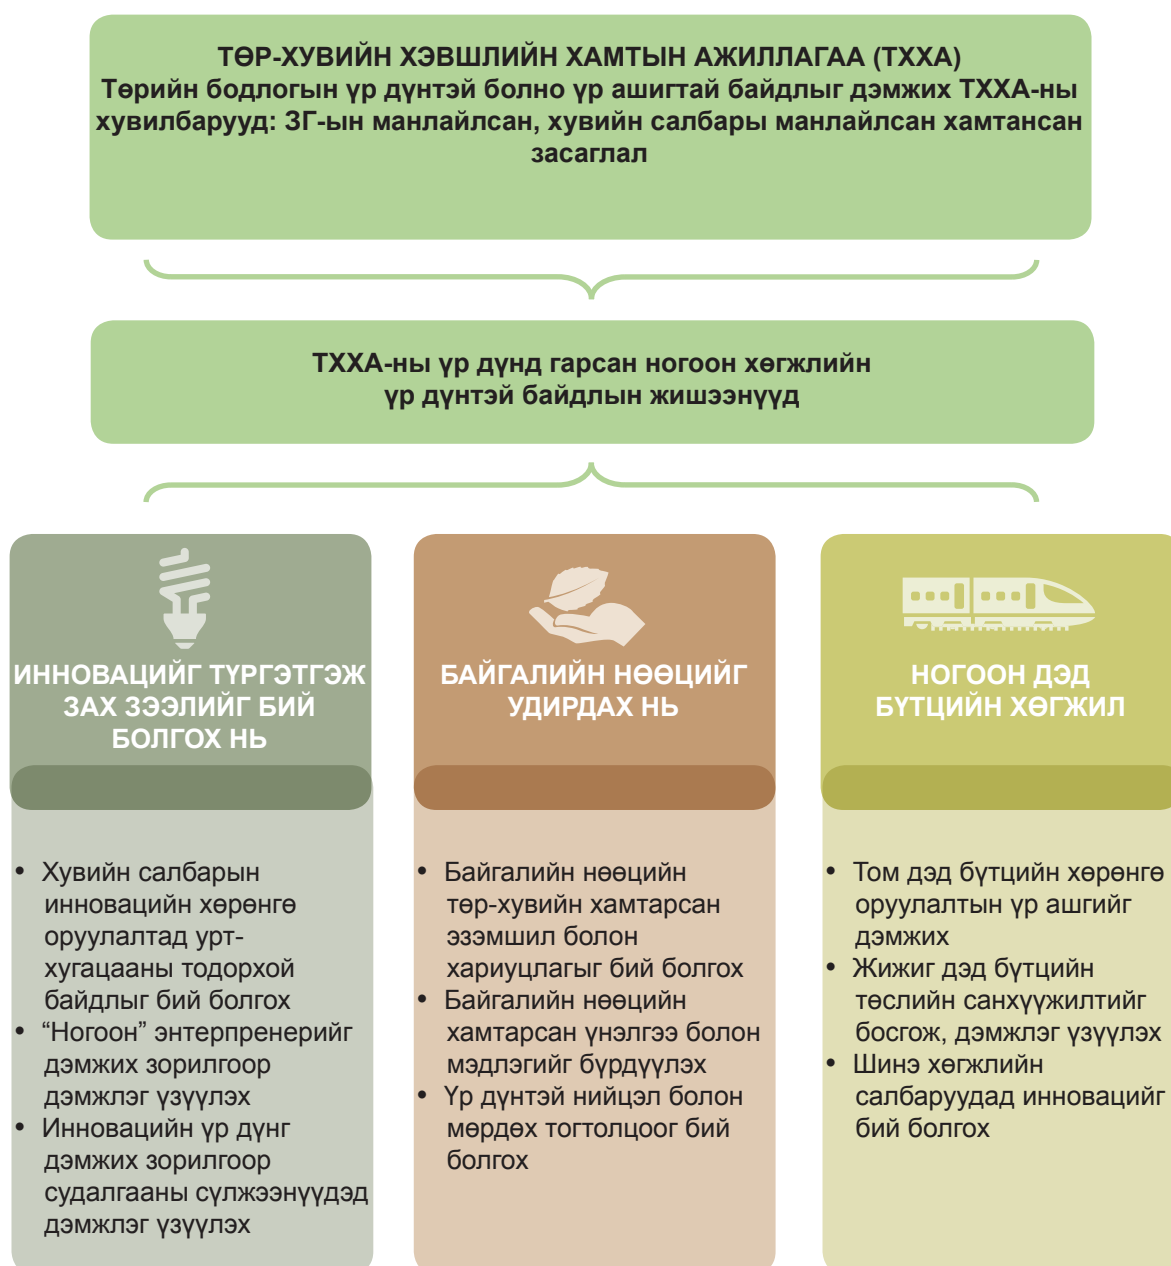 ТӨР-ХУВИЙН ХЭВШЛИЙН ХАМТЫН АЖИЛЛАГАА (ТХХА)
Төрийн бодлогын үр дүнтэй болно үр ашигтай байдлыг дэмжих ТХХА-ны
хувилбарууд: ЗГ-ын манлайлсан, хувийн салбары манлайлсан хамтансан
засаглал
ТХХА-ны үр дүнд гарсан ногоон хөгжлийн
үр дүнтэй байдлын жишээнүүд
ИННОВАЦИЙГ ТҮРГЭТГЭЖ
ЗАХ ЗЭЭЛИЙГ БИЙ
БОЛГОХ НЬ
• Хувийн салбарын
инновацийн хөрөнгө
оруулалтад урт-
хугацааны тодорхой
байдлыг бий болгох
• “Ногоон” энтерпренерийг
дэмжих зорилгоор
дэмжлэг үзүүлэх
• Инновацийн үр дүнг
дэмжих зорилгоор
судалгааны сүлжээнүүдэд
дэмжлэг үзүүлэх
БАЙГАЛИЙН НӨӨЦИЙГ
УДИРДАХ НЬ
• Байгалийн нөөцийн
төр-хувийн хамтарсан
эзэмшил болон
хариуцлагыг бий болгох
• Байгалийн нөөцийн
хамтарсан үнэлгээ болон
мэдлэгийг бүрдүүлэх
• Үр дүнтэй нийцэл болон
мөрдөх тогтолцоог бий
болгох
НОГООН ДЭД
БҮТЦИЙН ХӨГЖИЛ
• Том дэд бүтцийн хөрөнгө
оруулалтын үр ашгийг
дэмжих
• Жижиг дэд бүтцийн
төслийн санхүүжилтийг
босгож, дэмжлэг үзүүлэх
• Шинэ хөгжлийн
салбаруудад инновацийг
бий болгох